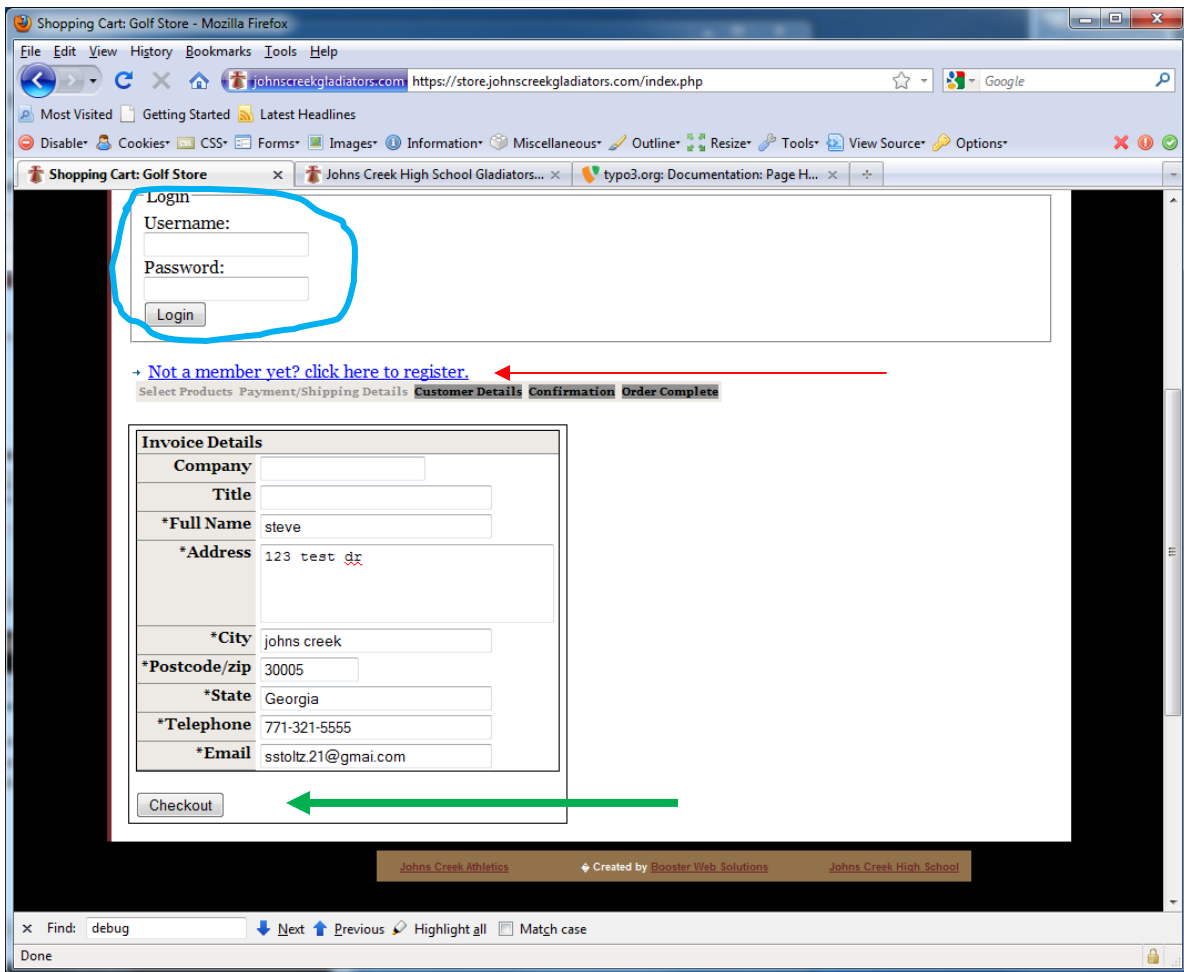 Shopping Cart: Golf Store - Mozilla Firefox
File Edit View History Bookmarks Tools Help
johnscreekgladiators.com https://store.johnscreekgladiators.com/index.php Google
Most Visited Getting Started Latest Headlines
Disable Cookies CSS Forms Images Information Miscellaneous Outline Resize Tools View Source Options
Shopping Cart: Golf Store Johns Creek High School Gladiators... typo3.org: Documentation: Page H...
Login
Username:
Password:
Login
Not a member yet? click here to register.
Select Products Payment/Shipping Details Customer Details Confirmation Order Complete
Invoice Details
Company
Title
*Full Name steve
*Address 123 test dr
*City johns creek
*Postcode/zip 30005
*State Georgia
*Telephone 771-321-5555
*Email sstoltz.21@gmai.com
Checkout
Johns Creek Athletics � Created by Booster Web Solutions Johns Creek High School
× Find: debug Next Previous Highlight all Match case
Done